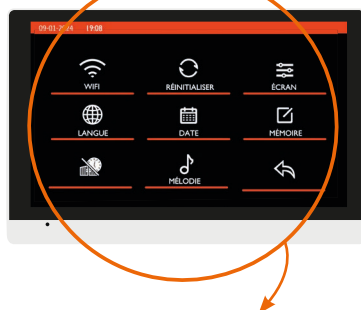 09-01-2024 19:08
WIFI RÉINITIALISER ÉCRAN
LANGUE DATE MÉMOIRE
MÉLODIE